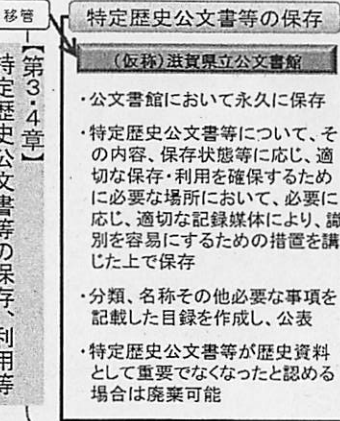 移管
特定歴史公文書等の保存
(仮称)滋賀県立公文書館
【第3・4章】
特定歴史公文書等の保存、利用等
・公文書館において永久に保存
・特定歴史公文書等について、そ
の内容、保存状態等に応じ、適
切な保存・利用を確保するため
に必要な場所において、必要に
応じ、適切な記録媒体により、識
別を容易にするための措置を講
じた上で保存
・分類、名称その他必要な事項を
記載した目録を作成し、公表
・特定歴史公文書等が歴史資料
として重要でなくなったと認める
場合は廃棄可能